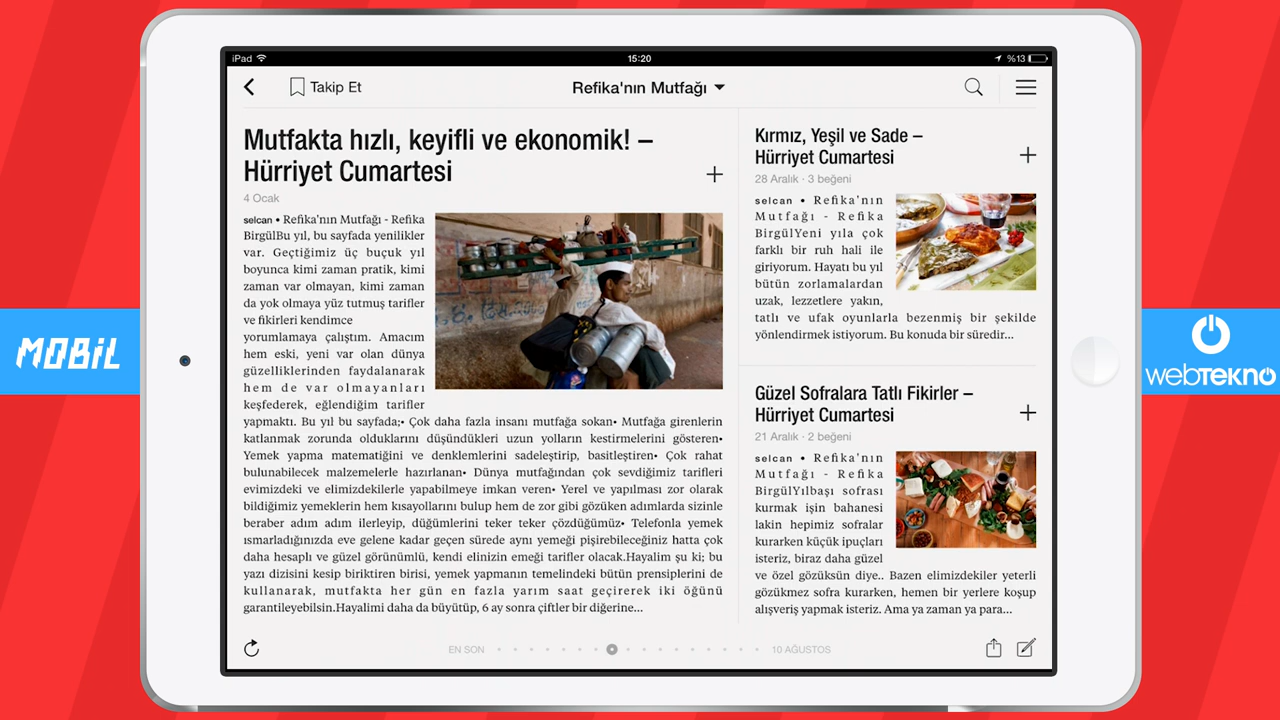 iPad
15:20
%13
Takip Et
Refika'nın Mutfağı
Mutfakta hızlı, keyifli ve ekonomik! –
Hürriyet Cumartesi
4 Ocak
selcan • Refika'nın Mutfağı - Refika
BirgülBu yıl, bu sayfada yenilikler
var. Geçtiğimiz üç buçuk yıl
boyunca kimi zaman pratik, kimi
zaman var olmayan, kimi zaman
da yok olmaya yüz tutmuş tarifler
ve fikirleri kendimce
yorumlamaya çalıştım. Amacım
hem eski, yeni var olan dünya
güzelliklerinden faydalanarak
hem de var olmayanları
keşfederek, eğlendiğim tarifler
yapmaktı. Bu yıl bu sayfada;• Çok daha fazla insanı mutfağa sokan• Mutfağa girenlerin
katlanmak zorunda olduklarını düşündükleri uzun yolların kestirmelerini gösteren•
Yemek yapma matematiğini ve denklemlerini sadeleştirip, basitleştiren• Çok rahat
bulunabilecek malzemelerle hazırlanan• Dünya mutfağından çok sevdiğimiz tarifleri
evimizdeki ve elimizdekilerle yapabilmeye imkan veren• Yerel ve yapılması zor olarak
bildiğimiz yemeklerin hem kısayollarını bulup hem de zor gibi gözüken adımlarda sizinle
beraber adım adım ilerleyip, düğümlerini teker teker çözdüğümüz• Telefonla yemek
ısmarladığınızda eve gelene kadar geçen sürede aynı yemeği pişirebileceğiniz hatta çok
daha hesaplı ve güzel görünümlü, kendi elinizin emeği tarifler olacak.Hayalim şu ki; bu
yazı dizisini kesip biriktiren birisi, yemek yapmanın temelindeki bütün prensiplerini de
kullanarak, mutfakta her gün en fazla yarım saat geçirerek iki öğünü
garantileyebilsin.Hayalimi daha da büyütüp, 6 ay sonra çiftler bir diğerine...
Kırmız, Yeşil ve Sade –
Hürriyet Cumartesi
28 Aralık · 3 beğeni
selcan • Refika'nın
Mutfağı - Refika
BirgülYeni yıla çok
farklı bir ruh hali ile
giriyorum. Hayatı bu yıl
bütün zorlamalardan
uzak, lezzetlere yakın,
tatlı ve ufak oyunlarla bezenmiş bir şekilde
yönlendirmek istiyorum. Bu konuda bir süredir...
Güzel Sofralara Tatlı Fikirler –
Hürriyet Cumartesi
21 Aralık · 2 beğeni
selcan • Refika'nın
Mutfağı - Refika
BirgülYılbaşı sofrası
kurmak işin bahanesi
lakin hepimiz sofralar
kurarken küçük ipuçları
isteriz, biraz daha güzel
ve özel gözüksün diye.. Bazen elimizdekiler yeterli
gözükmez sofra kurarken, hemen bir yerlere koşup
alışveriş yapmak isteriz. Ama ya zaman ya para...
EN SON
10 AĞUSTOS
MOBİL
webTEKNO